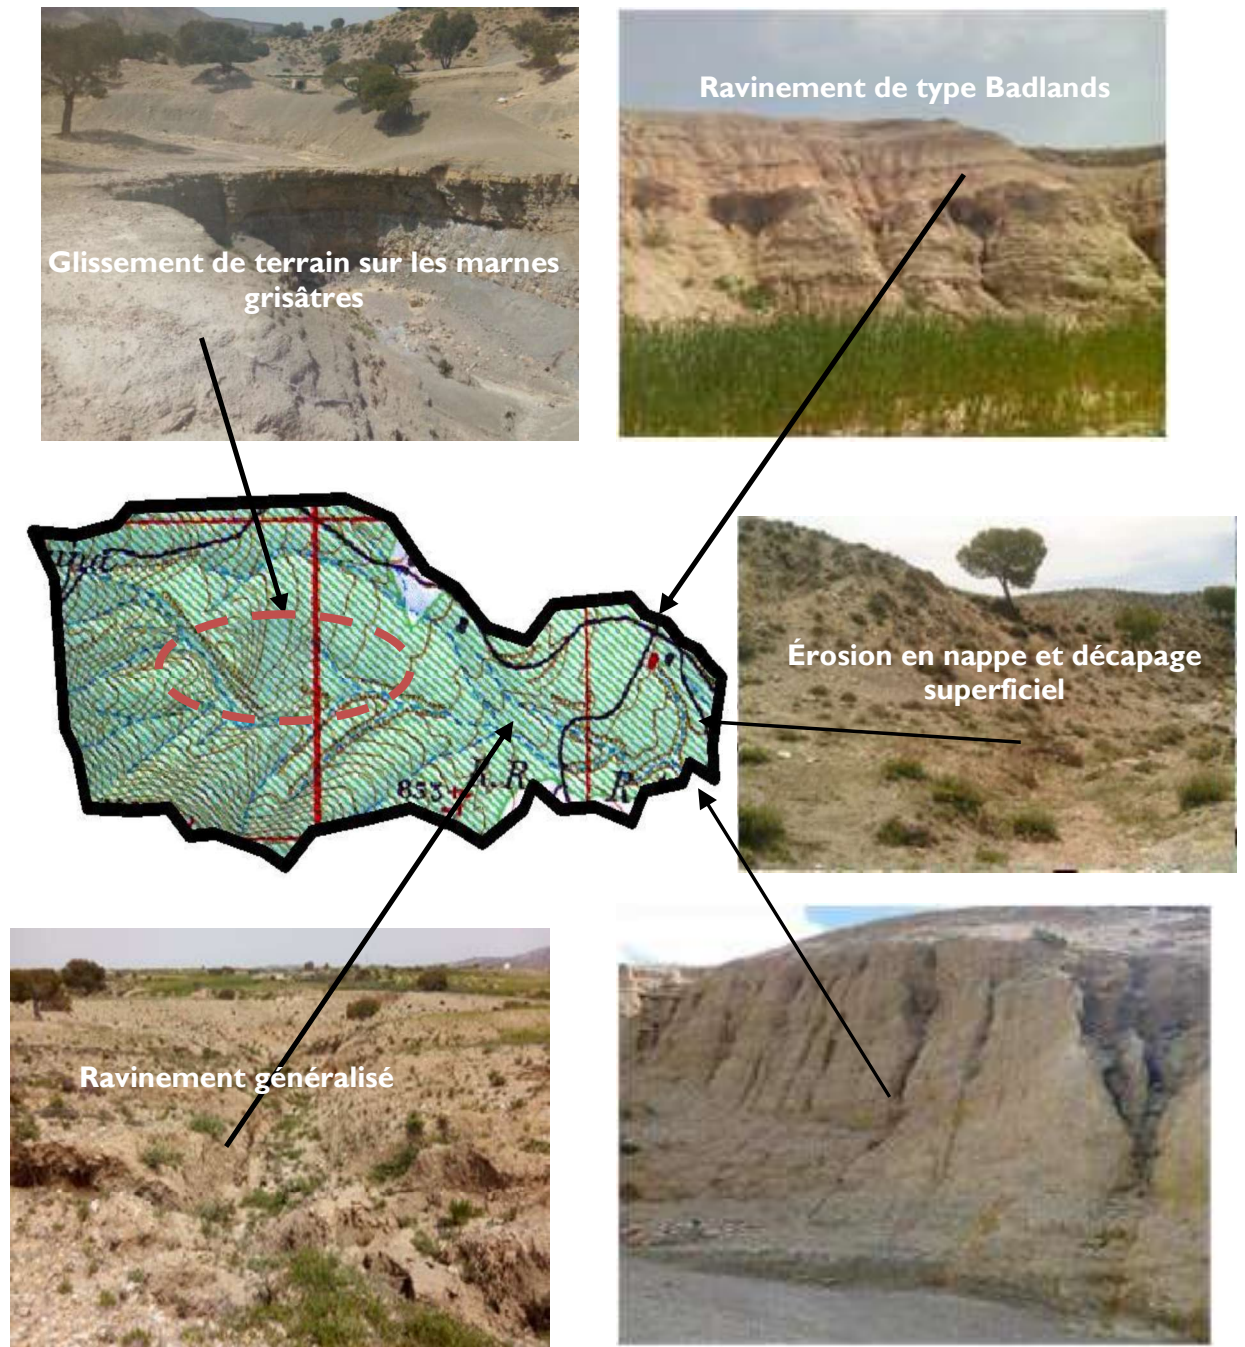 Ravinement de type Badlands
Glissement de terrain sur les marnes
grisâtres
Érosion en nappe et décapage
superficiel
853
K. R
R
Ravinement généralisé